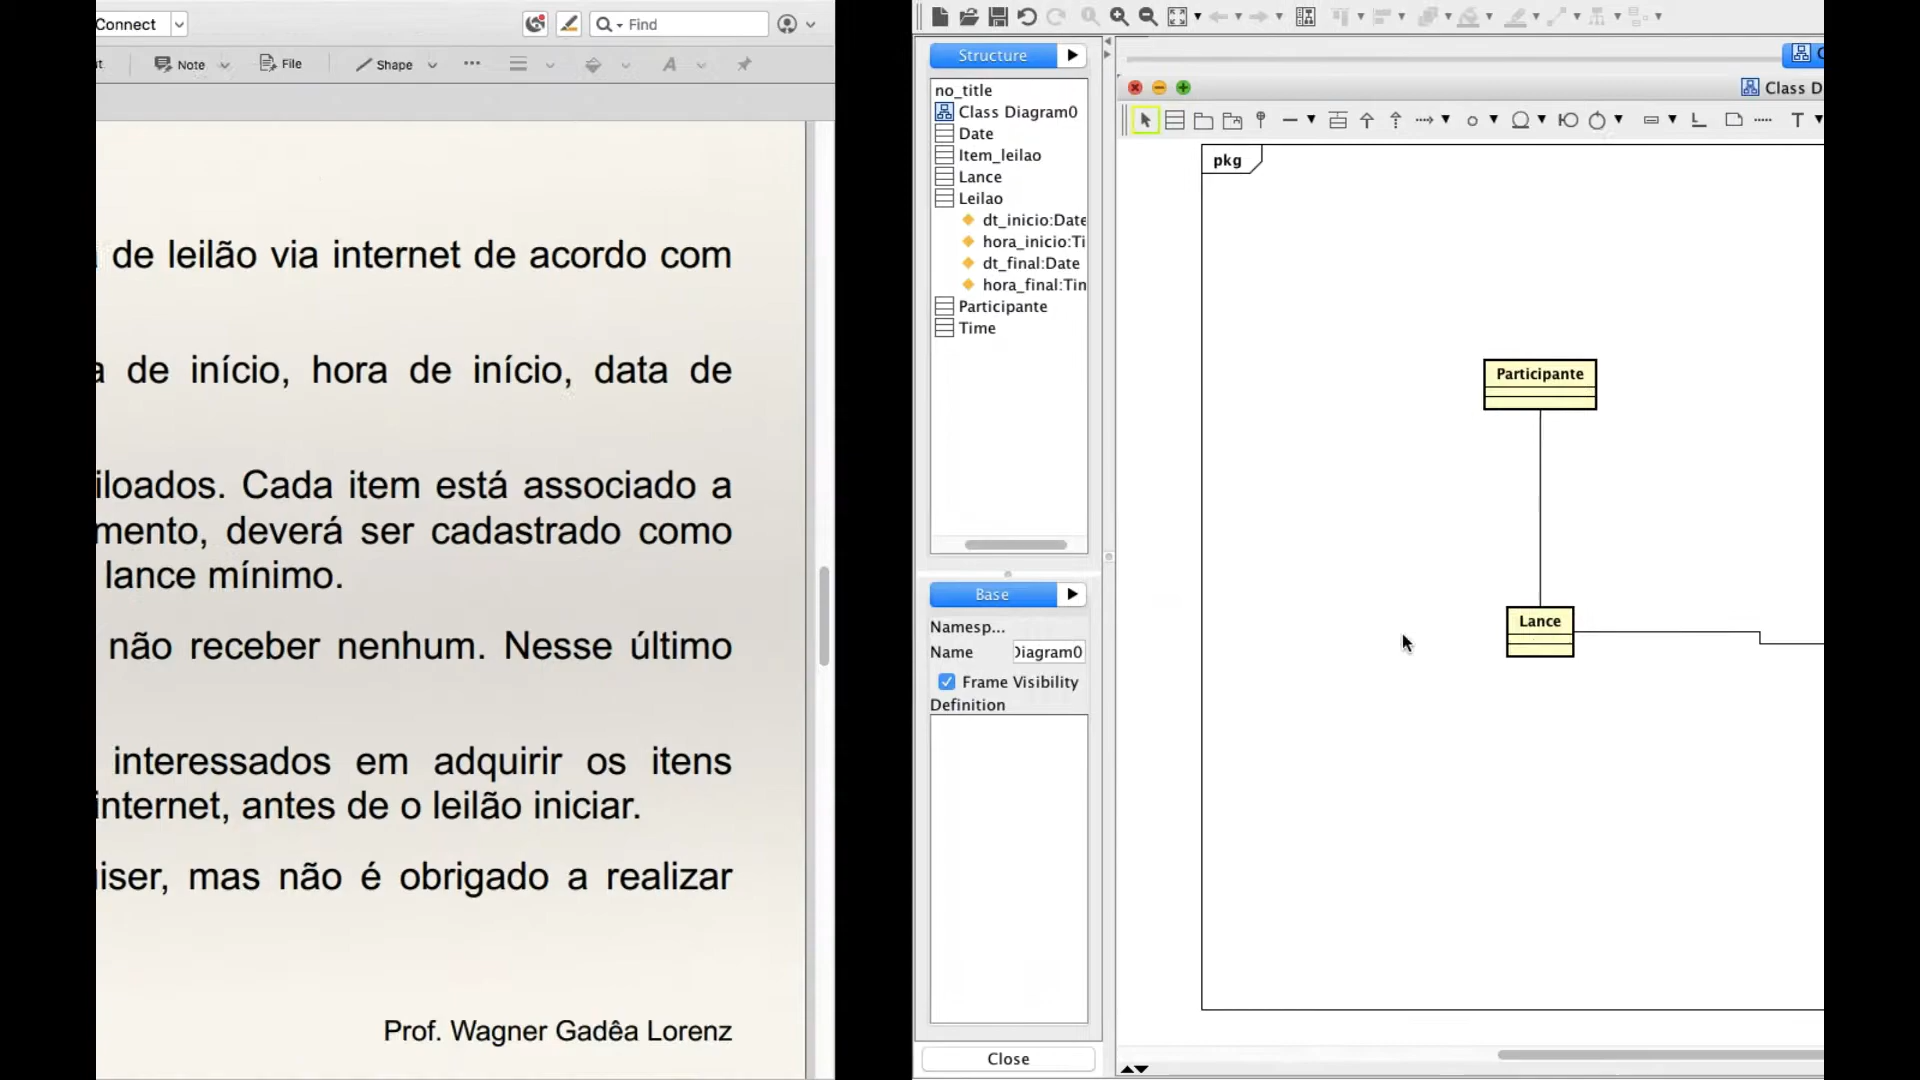 Connect
Find
Note
File
Shape
de leilão via internet de acordo com
a de início, hora de início, data de
iloados. Cada item está associado a
mento, deverá ser cadastrado como
lance mínimo.
não receber nenhum. Nesse último
interessados em adquirir os itens
internet, antes de o leilão iniciar.
iser, mas não é obrigado a realizar
Prof. Wagner Gadêa Lorenz
Structure
no_title
Class Diagram0
Date
Item_leilao
Lance
Leilao
dt_inicio:Date
hora_inicio:Ti
dt_final:Date
hora_final:Tin
Participante
Time
Base
Namesp...
Name Diagram0
Frame Visibility
Definition
Close
Class D
T
pkg
Participante
Lance